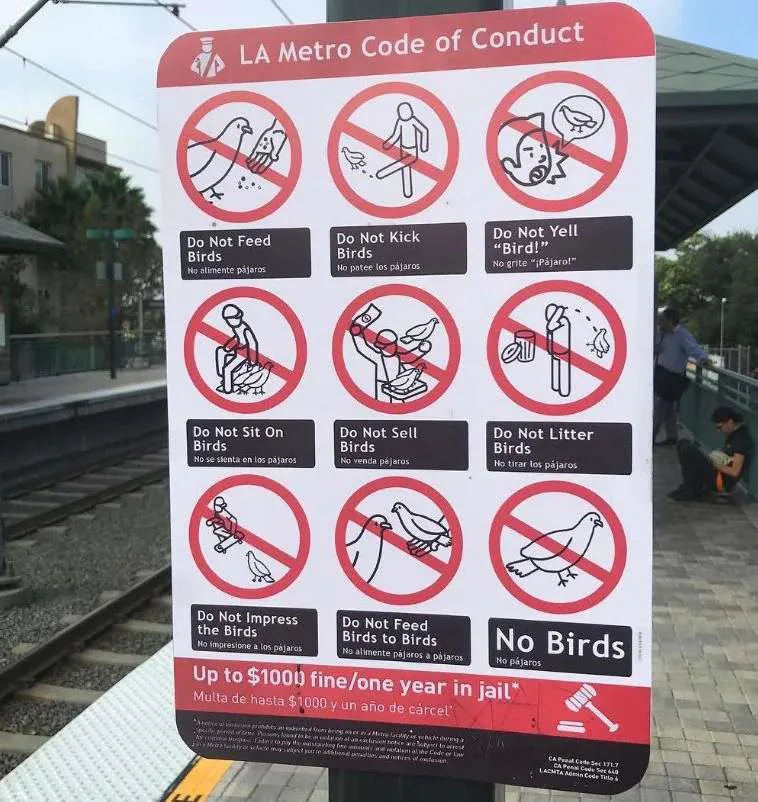 LA Metro Code of Conduct
Do Not Feed
Birds
No alimente pájaros
Do Not Kick
Birds
No patee los pájaros
Do Not Yell
"Bird!"
No grite "¡Pájaro!"
Do Not Sit On
Birds
No se sienta en los pájaros
Do Not Sell
Birds
No venda pájaros
Do Not Litter
Birds
No tirar los pájaros
Do Not Impress
the Birds
No impresione a los pájaros
Do Not Feed
Birds to Birds
No alimente pájaros a pájaros
No Birds
No pájaros
Up to $1000 fine/one year in jail*
Multa de hasta $1000 y un año de cárcel*
CA Penal Code Sec 171.7
CA Penal Code Sec 640
LACMTA Admin Code Title 6